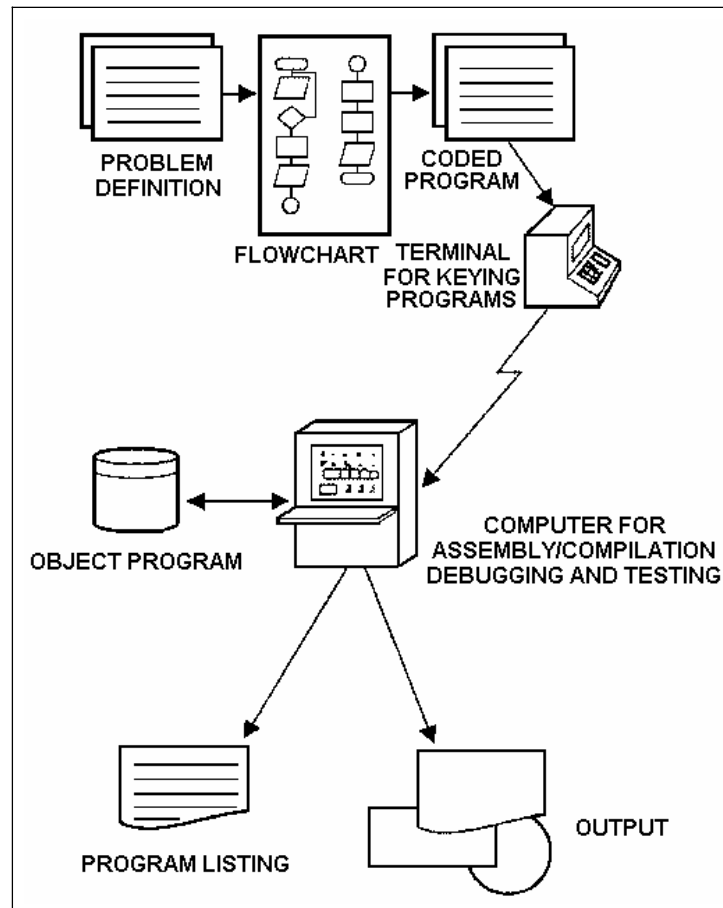 PROBLEM
DEFINITION
FLOWCHART
CODED
PROGRAM
TERMINAL
FOR KEYING
PROGRAMS
OBJECT PROGRAM
COMPUTER FOR
ASSEMBLY/COMPILATION
DEBUGGING AND TESTING
PROGRAM LISTING
OUTPUT